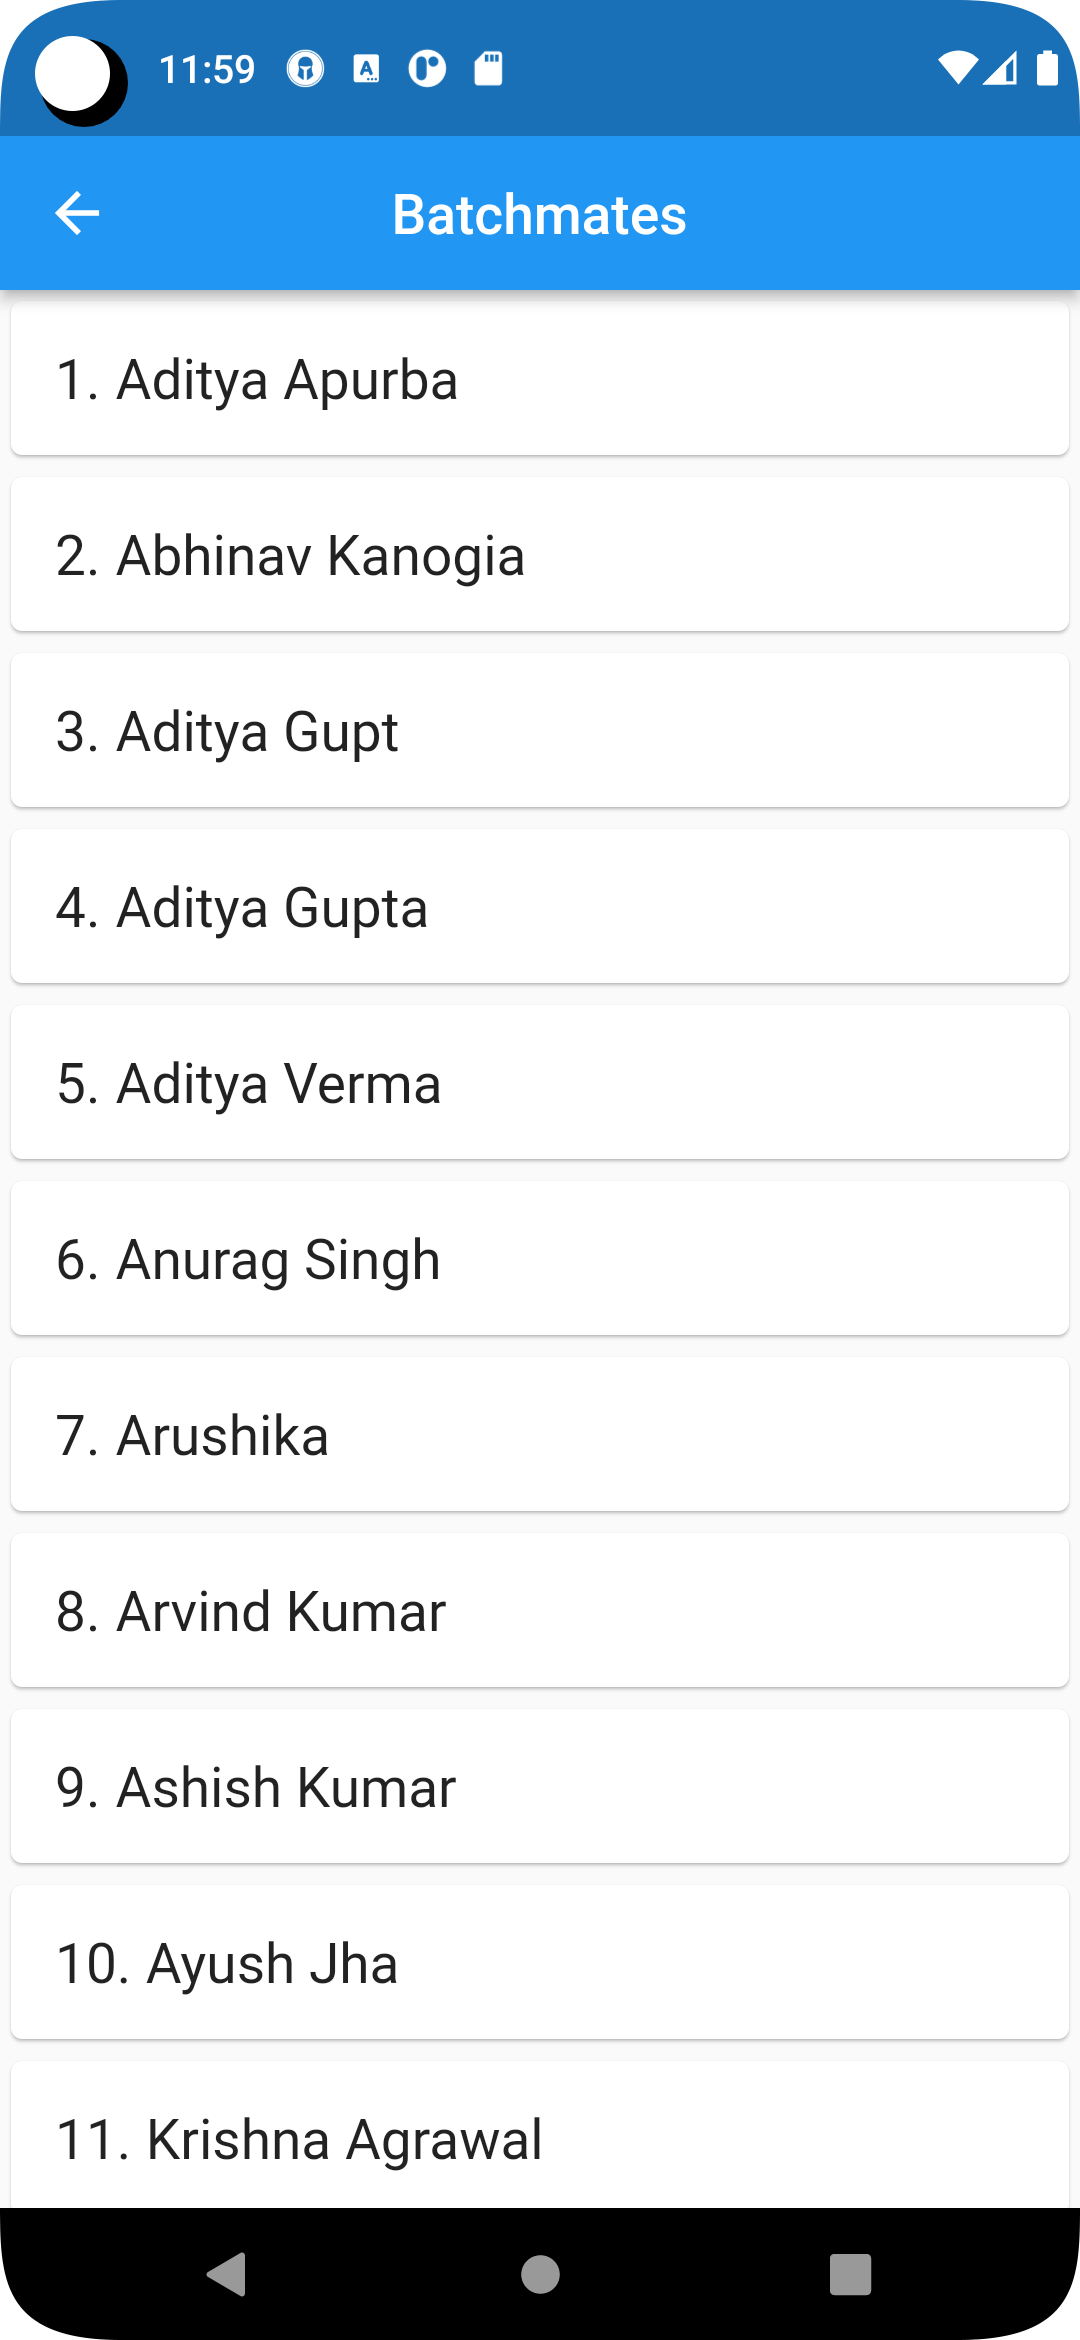 11:59
Batchmates
1. Aditya Apurba
2. Abhinav Kanogia
3. Aditya Gupt
4. Aditya Gupta
5. Aditya Verma
6. Anurag Singh
7. Arushika
8. Arvind Kumar
9. Ashish Kumar
10. Ayush Jha
11. Krishna Agrawal